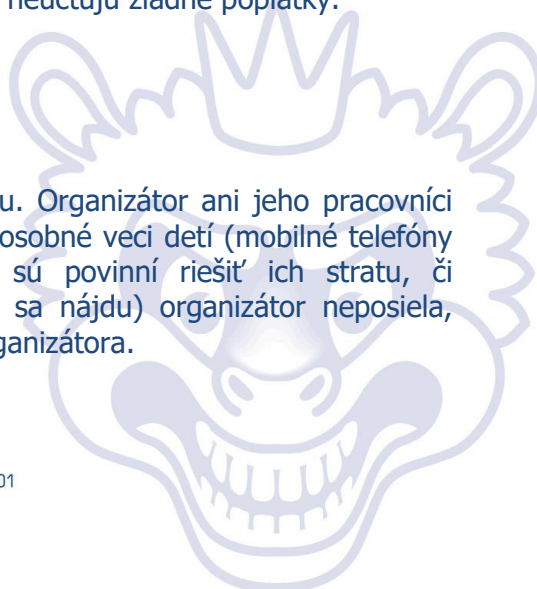 neúčtujú žiadne poplatky.
u. Organizátor ani jeho pracovníci
osobné veci detí (mobilné telefóny
sú povinní riešiť ich stratu, či
sa nájdu) organizátor neposiela,
ganizátora.
01